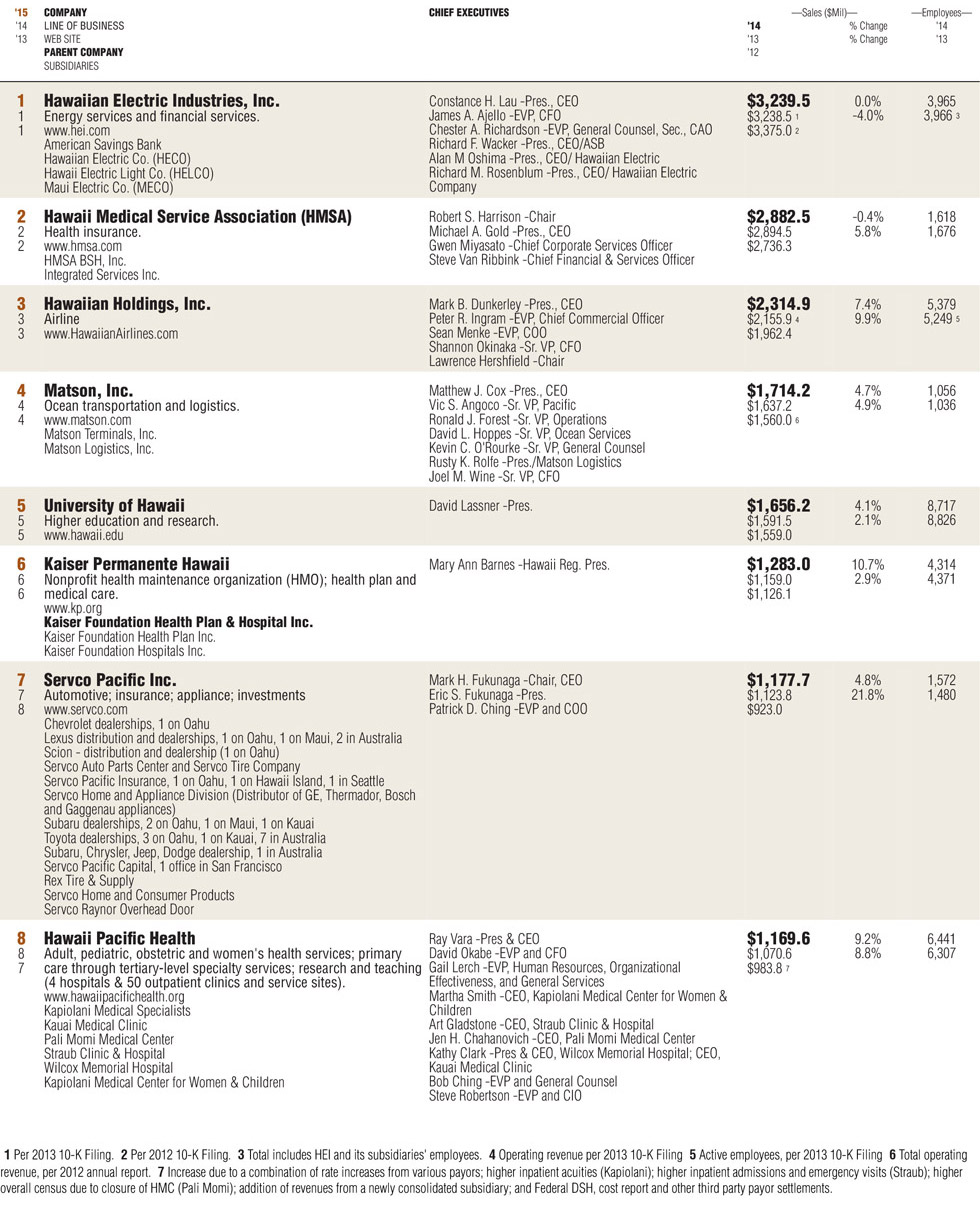 '15 COMPANY CHIEF EXECUTIVES —Sales ($Mil)— —Employees—
'14 LINE OF BUSINESS '14 % Change '14
'13 WEB SITE '13 % Change '13
PARENT COMPANY '12
SUBSIDIARIES
1 Hawaiian Electric Industries, Inc. Constance H. Lau -Pres., CEO $3,239.5 0.0% 3,965
1 Energy services and financial services. James A. Ajello -EVP, CFO $3,238.5 1 -4.0% 3,966 3
1 www.hei.com Chester A. Richardson -EVP, General Counsel, Sec., CAO $3,375.0 2
American Savings Bank Richard F. Wacker -Pres., CEO/ASB
Hawaiian Electric Co. (HECO) Alan M Oshima -Pres., CEO/ Hawaiian Electric
Hawaii Electric Light Co. (HELCO) Richard M. Rosenblum -Pres., CEO/ Hawaiian Electric
Maui Electric Co. (MECO) Company
2 Hawaii Medical Service Association (HMSA) Robert S. Harrison -Chair $2,882.5 -0.4% 1,618
2 Health insurance. Michael A. Gold -Pres., CEO $2,894.5 5.8% 1,676
2 www.hmsa.com Gwen Miyasato -Chief Corporate Services Officer $2,736.3
HMSA BSH, Inc. Steve Van Ribbink -Chief Financial & Services Officer
Integrated Services Inc.
3 Hawaiian Holdings, Inc. Mark B. Dunkerley -Pres., CEO $2,314.9 7.4% 5,379
3 Airline Peter R. Ingram -EVP, Chief Commercial Officer $2,155.9 4 9.9% 5,249 5
3 www.HawaiianAirlines.com Sean Menke -EVP, COO $1,962.4
Shannon Okinaka -Sr. VP, CFO
Lawrence Hershfield -Chair
4 Matson, Inc. Matthew J. Cox -Pres., CEO $1,714.2 4.7% 1,056
4 Ocean transportation and logistics. Vic S. Angoco -Sr. VP, Pacific $1,637.2 4.9% 1,036
4 www.matson.com Ronald J. Forest -Sr. VP, Operations $1,560.0 6
Matson Terminals, Inc. David L. Hoppes -Sr. VP, Ocean Services
Matson Logistics, Inc. Kevin C. O'Rourke -Sr. VP, General Counsel
Rusty K. Rolfe -Pres./Matson Logistics
Joel M. Wine -Sr. VP, CFO
5 University of Hawaii David Lassner -Pres. $1,656.2 4.1% 8,717
5 Higher education and research. $1,591.5 2.1% 8,826
5 www.hawaii.edu $1,559.0
6 Kaiser Permanente Hawaii Mary Ann Barnes -Hawaii Reg. Pres. $1,283.0 10.7% 4,314
6 Nonprofit health maintenance organization (HMO); health plan and $1,159.0 2.9% 4,371
6 medical care. $1,126.1
www.kp.org
Kaiser Foundation Health Plan & Hospital Inc.
Kaiser Foundation Health Plan Inc.
Kaiser Foundation Hospitals Inc.
7 Servco Pacific Inc. Mark H. Fukunaga -Chair, CEO $1,177.7 4.8% 1,572
7 Automotive; insurance; appliance; investments Eric S. Fukunaga -Pres. $1,123.8 21.8% 1,480
8 www.servco.com Patrick D. Ching -EVP and COO $923.0
Chevrolet dealerships, 1 on Oahu
Lexus distribution and dealerships, 1 on Oahu, 1 on Maui, 2 in Australia
Scion - distribution and dealership (1 on Oahu)
Servco Auto Parts Center and Servco Tire Company
Servco Pacific Insurance, 1 on Oahu, 1 on Hawaii Island, 1 in Seattle
Servco Home and Appliance Division (Distributor of GE, Thermador, Bosch
and Gaggenau appliances)
Subaru dealerships, 2 on Oahu, 1 on Maui, 1 on Kauai
Toyota dealerships, 3 on Oahu, 1 on Kauai, 7 in Australia
Subaru, Chrysler, Jeep, Dodge dealership, 1 in Australia
Servco Pacific Capital, 1 office in San Francisco
Rex Tire & Supply
Servco Home and Consumer Products
Servco Raynor Overhead Door
8 Hawaii Pacific Health Ray Vara -Pres & CEO $1,169.6 9.2% 6,441
8 Adult, pediatric, obstetric and women's health services; primary David Okabe -EVP and CFO $1,070.6 8.8% 6,307
7 care through tertiary-level specialty services; research and teaching Gail Lerch -EVP, Human Resources, Organizational $983.8 7
(4 hospitals & 50 outpatient clinics and service sites). Effectiveness, and General Services
www.hawaiipacifichealth.org Martha Smith -CEO, Kapiolani Medical Center for Women &
Kapiolani Medical Specialists Children
Kauai Medical Clinic Art Gladstone -CEO, Straub Clinic & Hospital
Pali Momi Medical Center Jen H. Chahanovich -CEO, Pali Momi Medical Center
Straub Clinic & Hospital Kathy Clark -Pres & CEO, Wilcox Memorial Hospital; CEO,
Wilcox Memorial Hospital Kauai Medical Clinic
Kapiolani Medical Center for Women & Children Bob Ching -EVP and General Counsel
Steve Robertson -EVP and CIO
1 Per 2013 10-K Filing. 2 Per 2012 10-K Filing. 3 Total includes HEI and its subsidiaries' employees. 4 Operating revenue per 2013 10-K Filing 5 Active employees, per 2013 10-K Filing 6 Total operating
revenue, per 2012 annual report. 7 Increase due to a combination of rate increases from various payors; higher inpatient acuities (Kapiolani); higher inpatient admissions and emergency visits (Straub); higher
overall census due to closure of HMC (Pali Momi); addition of revenues from a newly consolidated subsidiary; and Federal DSH, cost report and other third party payor settlements.